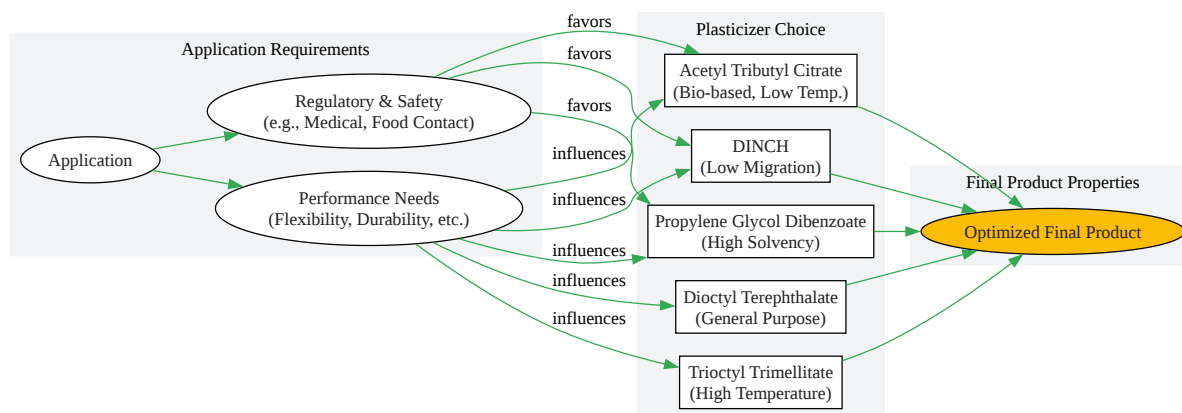 Application Requirements
Application
Regulatory & Safety
(e.g., Medical, Food Contact)
Performance Needs
(Flexibility, Durability, etc.)
favors
favors
favors
influences
influences
influences
influences
influences
Plasticizer Choice
Acetyl Tributyl Citrate
(Bio-based, Low Temp.)
DINCH
(Low Migration)
Propylene Glycol Dibenzoate
(High Solvency)
Dioctyl Terephthalate
(General Purpose)
Trioctyl Trimellitate
(High Temperature)
Final Product Properties
Optimized Final Product